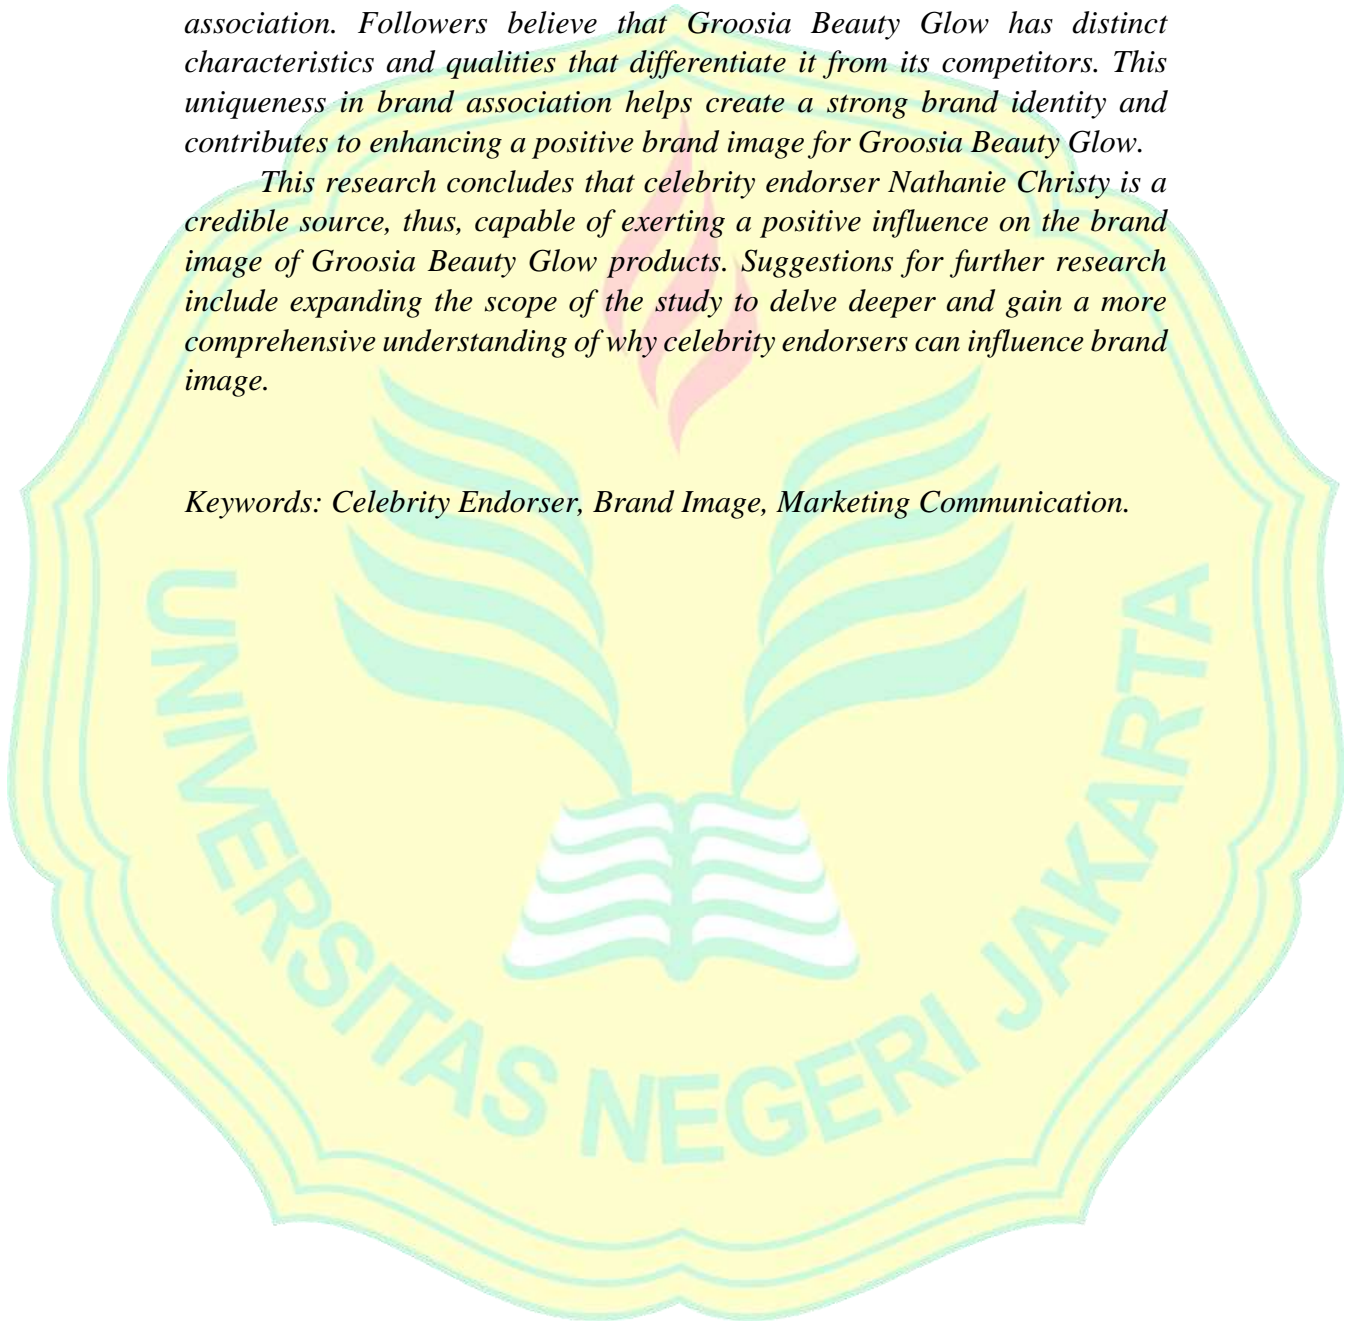 association. Followers believe that Groosia Beauty Glow has distinct
characteristics and qualities that differentiate it from its competitors. This
uniqueness in brand association helps create a strong brand identity and
contributes to enhancing a positive brand image for Groosia Beauty Glow.
This research concludes that celebrity endorser Nathanie Christy is a
credible source, thus, capable of exerting a positive influence on the brand
image of Groosia Beauty Glow products. Suggestions for further research
include expanding the scope of the study to delve deeper and gain a more
comprehensive understanding of why celebrity endorsers can influence brand
image.
Keywords: Celebrity Endorser, Brand Image, Marketing Communication.
UNIVERSITAS NEGERI JAKARTA